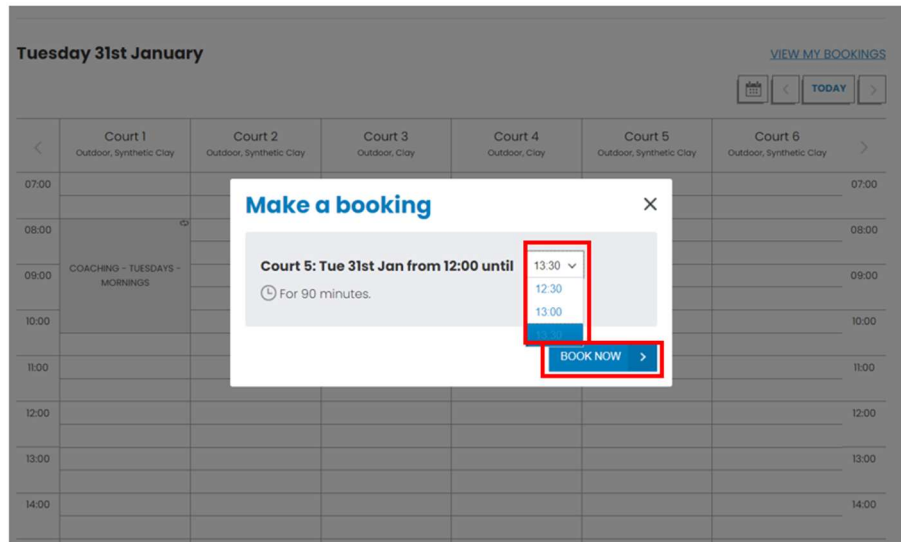 Tuesday 31st January
VIEW MY BOOKINGS
TODAY
Court 1
Outdoor, Synthetic Clay
Court 2
Outdoor, Synthetic Clay
Court 3
Outdoor, Clay
Court 4
Outdoor, Clay
Court 5
Outdoor, Synthetic Clay
Court 6
Outdoor, Synthetic Clay
07:00 07:00
Make a booking
08:00 08:00
COACHING - TUESDAYS -
MORNINGS
Court 5: Tue 31st Jan from 12:00 until 13:30
09:00 09:00
12:30
For 90 minutes.
13:00
10:00 10:00
13:30
BOOK NOW
11:00 11:00
12:00 12:00
13:00 13:00
14:00 14:00